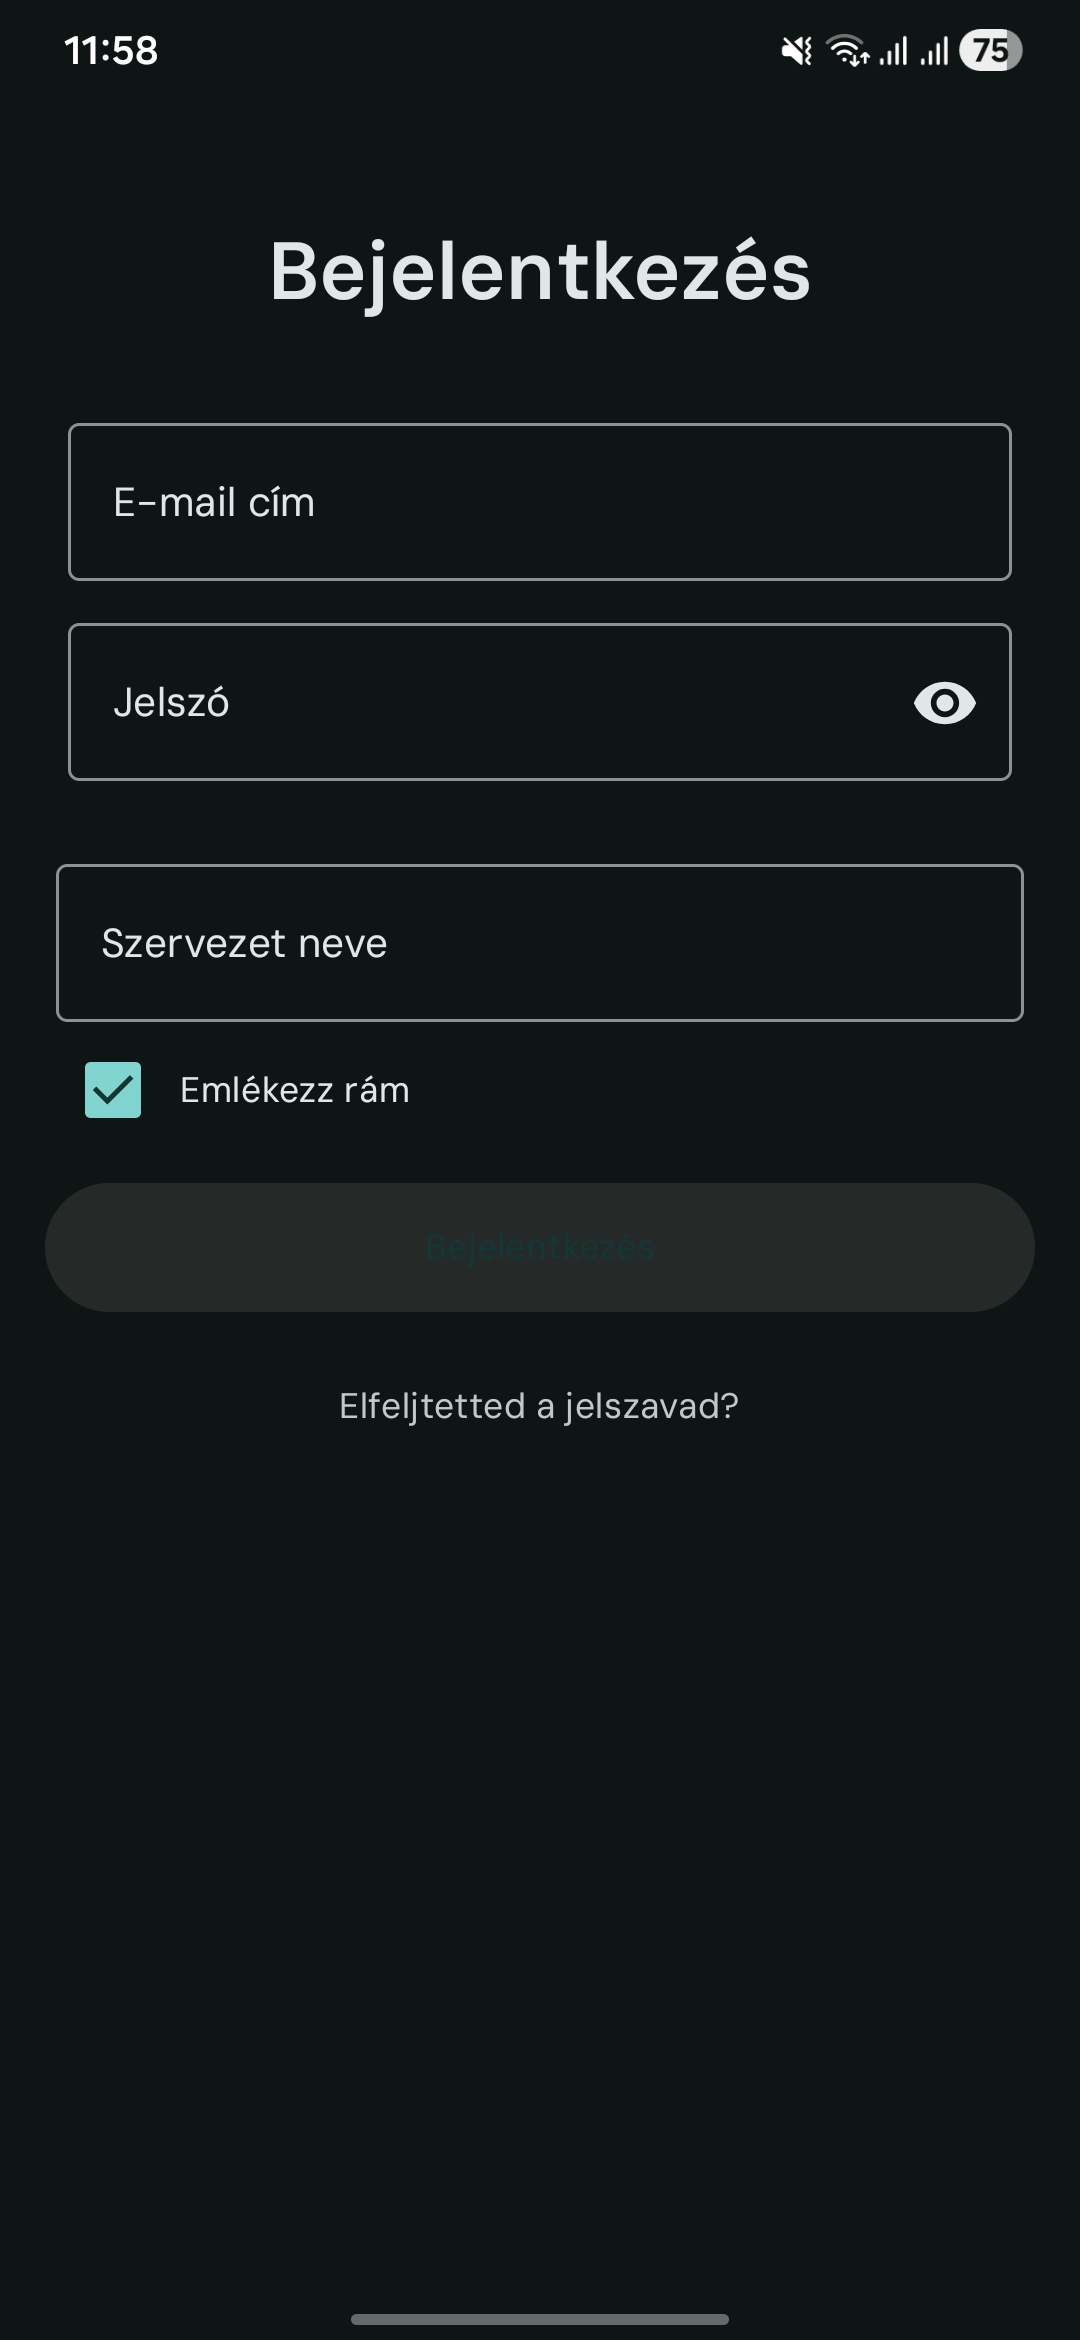 11:58
75
Bejelentkezés
E-mail cím
Jelszó
Szervezet neve
Emlékezz rám
Bejelentkezés
Elfeljtetted a jelszavad?